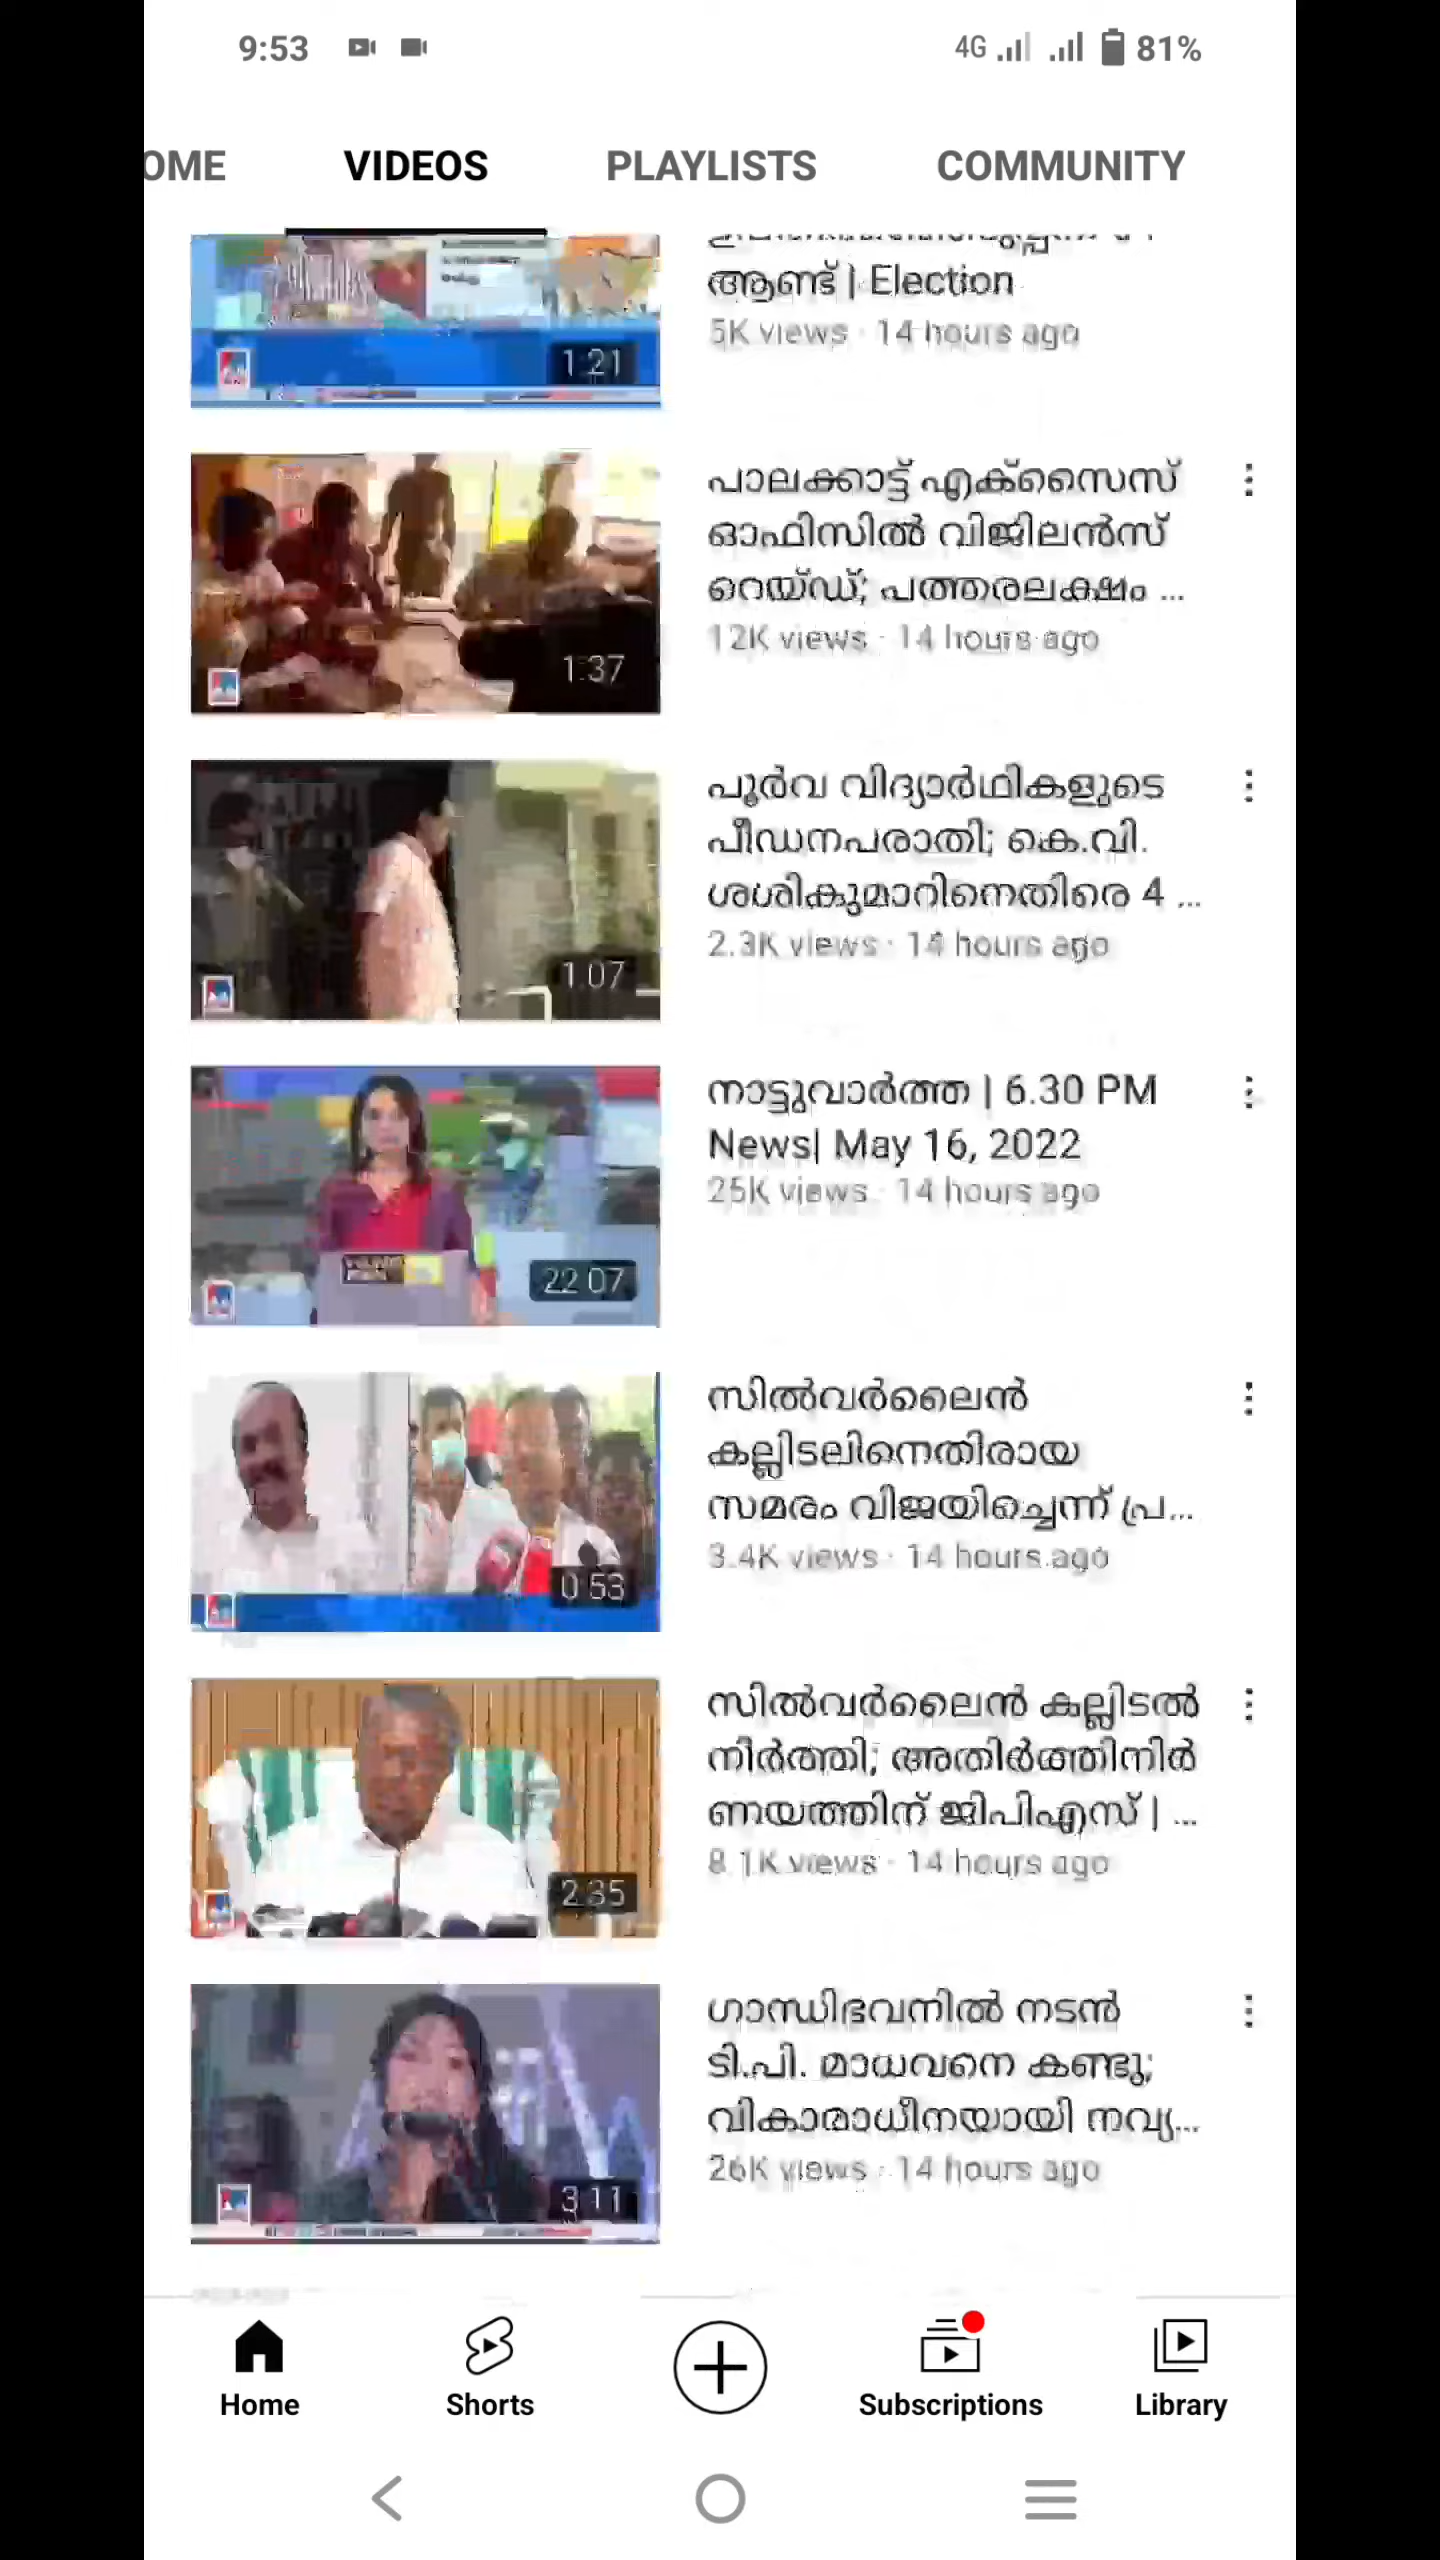 9:53
4G
81%
OME VIDEOS PLAYLISTS COMMUNITY
ആണ്ട് | Election
5K views · 14 hours ago
1:21
പാലക്കാട്ട് എക്സൈസ്
ഓഫിസിൽ വിജിലൻസ്
റെയ്ഡ്; പത്തരലക്ഷം ...
12K views · 14 hours ago
1:37
പൂർവ വിദ്യാർഥികളുടെ
പീഡനപരാതി; കെ.വി.
ശശികുമാറിനെതിരെ 4 ...
2.3K views · 14 hours ago
1:07
നാട്ടുവാർത്ത | 6.30 PM
News| May 16, 2022
25K views · 14 hours ago
22:07
സിൽവർലൈൻ
കല്ലിടലിനെതിരായ
സമരം വിജയിച്ചെന്ന് പ്ര...
3.4K views · 14 hours ago
0:53
സിൽവർലൈൻ കല്ലിടൽ
നിർത്തി; അതിർത്തിനിർ
ണയത്തിന് ജിപിഎസ് | ...
8.1K views · 14 hours ago
2:35
ഗാന്ധിഭവനിൽ നടൻ
ടി.പി. മാധവനെ കണ്ടു;
വികാരാധീനയായി നവ്യ...
26K views · 14 hours ago
3:11
Home
Shorts
Subscriptions
Library